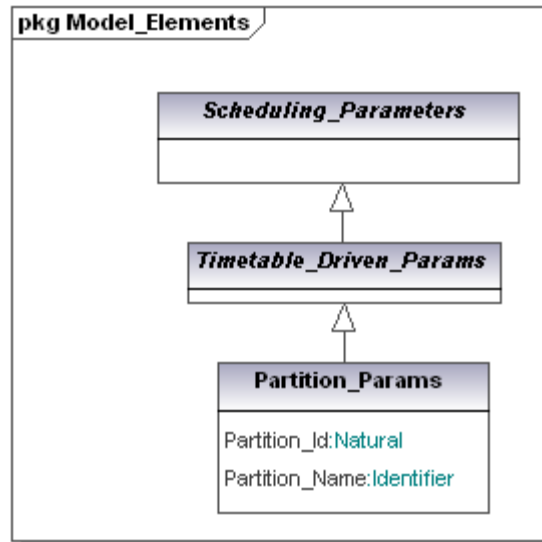 pkg Model_Elements
Scheduling_Parameters
Timetable_Driven_Params
Partition_Params
Partition_Id:Natural
Partition_Name:Identifier